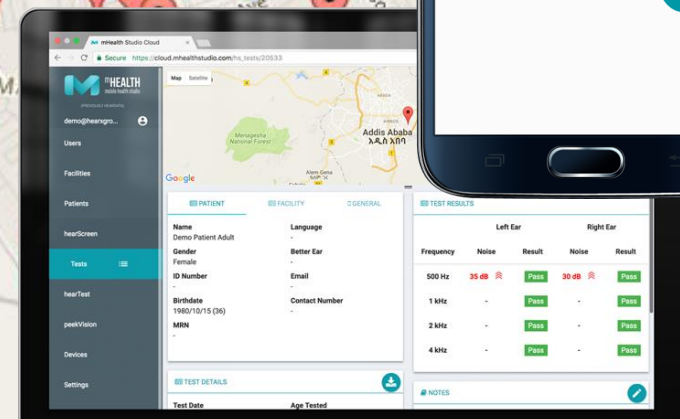 mHealth Studio Cloud
Secure https://cloud.mhealthstudio.com/hs_tests/20533
mHEALTH
mobile health studio
demo@hearxgro...
Users
Facilities
Patients
hearScreen
Tests
hearTest
peekVision
Devices
Settings
Map Satellite
Menagesha
National Forest
Addis Ababa
አዲስ አበባ
Alem Gena
Google
PATIENT FACILITY GENERAL
Name Language
Demo Patient Adult -
Gender Better Ear
Female -
ID Number Email
- -
Birthdate Contact Number
1980/10/15 (36) -
MRN
-
TEST DETAILS
Test Date Age Tested
TEST RESULTS
Left Ear Right Ear
Frequency Noise Result Noise Result
500 Hz 35 dB Pass 30 dB Pass
1 kHz - Pass - Pass
2 kHz - Pass - Pass
4 kHz - Pass - Pass
NOTES